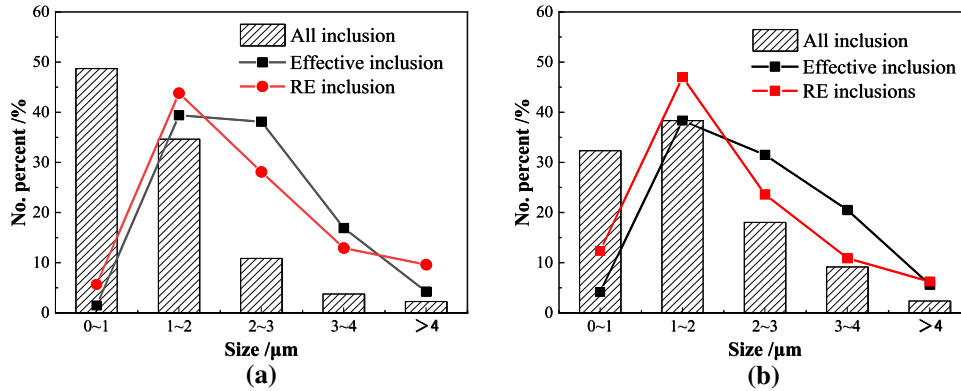 60
50
40
30
20
10
0
No. percent /%
All inclusion
Effective inclusion
RE inclusion
0~1 1~2 2~3 3~4 ＞4
Size /μm
(a)
60
50
40
30
20
10
0
No. percent /%
All inclusion
Effective inclusion
RE inclusions
0~1 1~2 2~3 3~4 ＞4
Size /μm
(b)